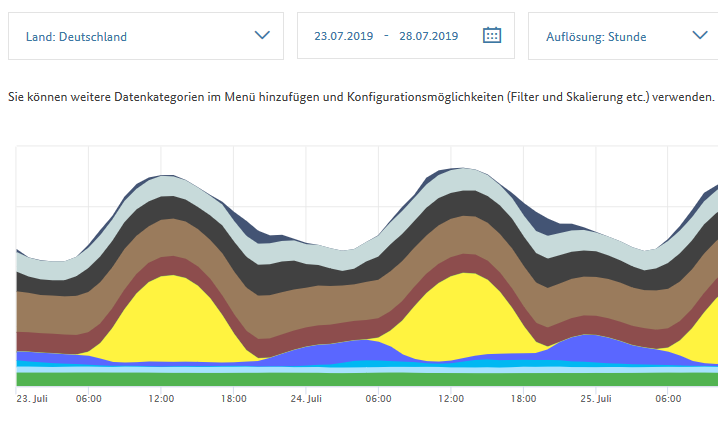 Land: Deutschland
23.07.2019 - 28.07.2019
Auflösung: Stunde
Sie können weitere Datenkategorien im Menü hinzufügen und Konfigurationsmöglichkeiten (Filter und Skalierung etc.) verwenden.
23. Juli 06:00 12:00 18:00 24. Juli 06:00 12:00 18:00 25. Juli 06:00